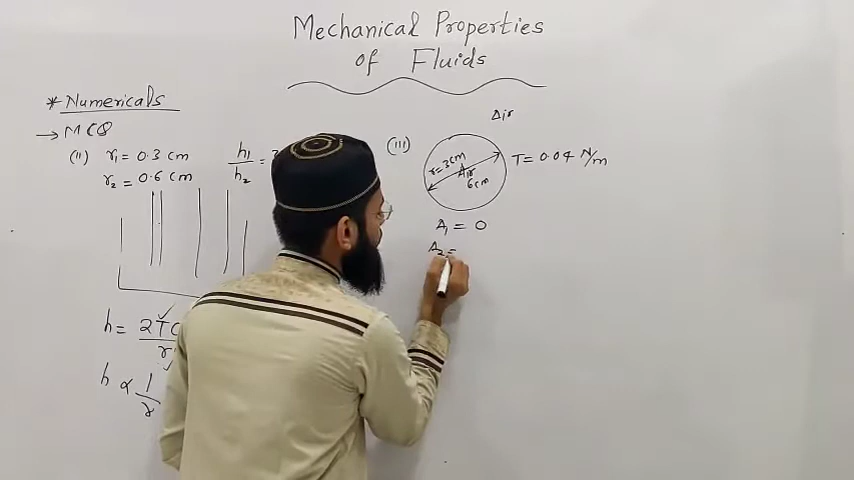 Mechanical Properties
of Fluids
* Numericals
→ MCQ
(II) r₁ = 0.3 cm
r₂ = 0.6 cm
h₁/h₂ =
h = 2T
h ∝ 1/r
(III)
Air
r=3cm
Air
6cm
T = 0.04 N/m
A₁ = 0
A₂ =